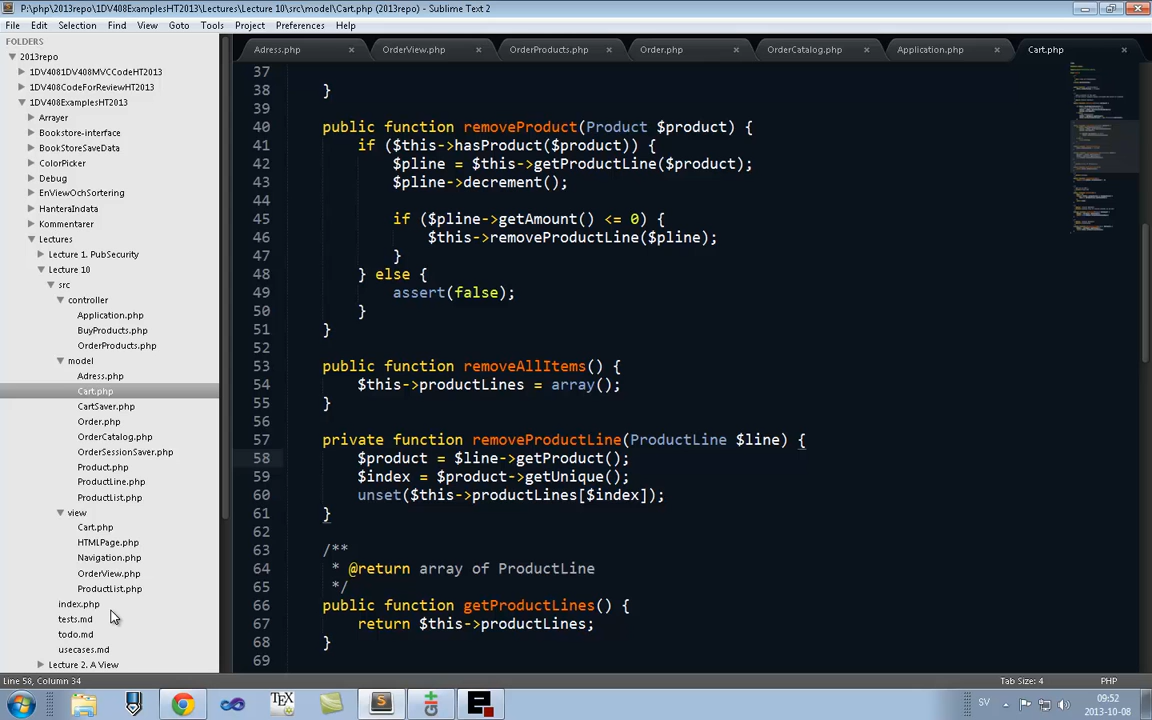 P:\php\2013repo\1DV408ExamplesHT2013\Lectures\Lecture 10\src\model\Cart.php (2013repo) - Sublime Text 2
File Edit Selection Find View Goto Tools Project Preferences Help
FOLDERS
2013repo
1DV4081DV408MVCCodeHT2013
1DV408CodeForReviewHT2013
1DV408ExamplesHT2013
Arrayer
Bookstore-interface
BookStoreSaveData
ColorPicker
Debug
EnViewOchSortering
HanteraIndata
Kommentarer
Lectures
Lecture 1. PubSecurity
Lecture 10
src
controller
Application.php
BuyProducts.php
OrderProducts.php
model
Adress.php
Cart.php
CartSaver.php
Order.php
OrderCatalog.php
OrderSessionSaver.php
Product.php
ProductLine.php
ProductList.php
view
Cart.php
HTMLPage.php
Navigation.php
OrderView.php
ProductList.php
index.php
tests.md
todo.md
usecases.md
Lecture 2. A View
Adress.php OrderView.php OrderProducts.php Order.php OrderCatalog.php Application.php Cart.php
37
38 }
39
40 public function removeProduct(Product $product) {
41 if ($this->hasProduct($product)) {
42 $pline = $this->getProductLine($product);
43 $pline->decrement();
44
45 if ($pline->getAmount() <= 0) {
46 $this->removeProductLine($pline);
47 }
48 } else {
49 assert(false);
50 }
51 }
52
53 public function removeAllItems() {
54 $this->productLines = array();
55 }
56
57 private function removeProductLine(ProductLine $line) {
58 $product = $line->getProduct();
59 $index = $product->getUnique();
60 unset($this->productLines[$index]);
61 }
62
63 /**
64 * @return array of ProductLine
65 */
66 public function getProductLines() {
67 return $this->productLines;
68 }
69
Line 58, Column 34 Tab Size: 4 PHP
SV 09:52
2013-10-08